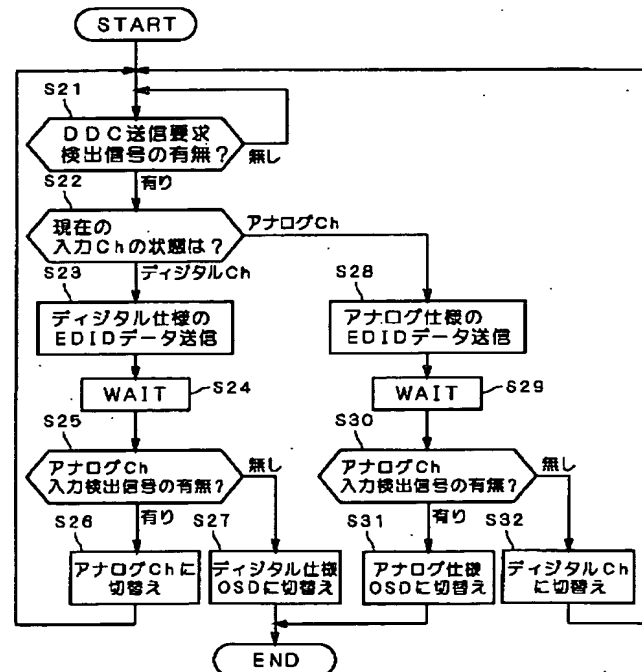 START
S21
DDC送信要求
検出信号の有無?
無し
有り
S22
現在の
入力Chの状態は?
アナログCh
ディジタルCh
S23
ディジタル仕様の
EDIDデータ送信
WAIT
S24
S25
アナログCh
入力検出信号の有無?
無し
有り
S26
アナログChに
切替え
S27
ディジタル仕様
OSDに切替え
S28
アナログ仕様の
EDIDデータ送信
WAIT
S29
S30
アナログCh
入力検出信号の有無?
無し
有り
S31
アナログ仕様
OSDに切替え
S32
ディジタルCh
に切替え
END